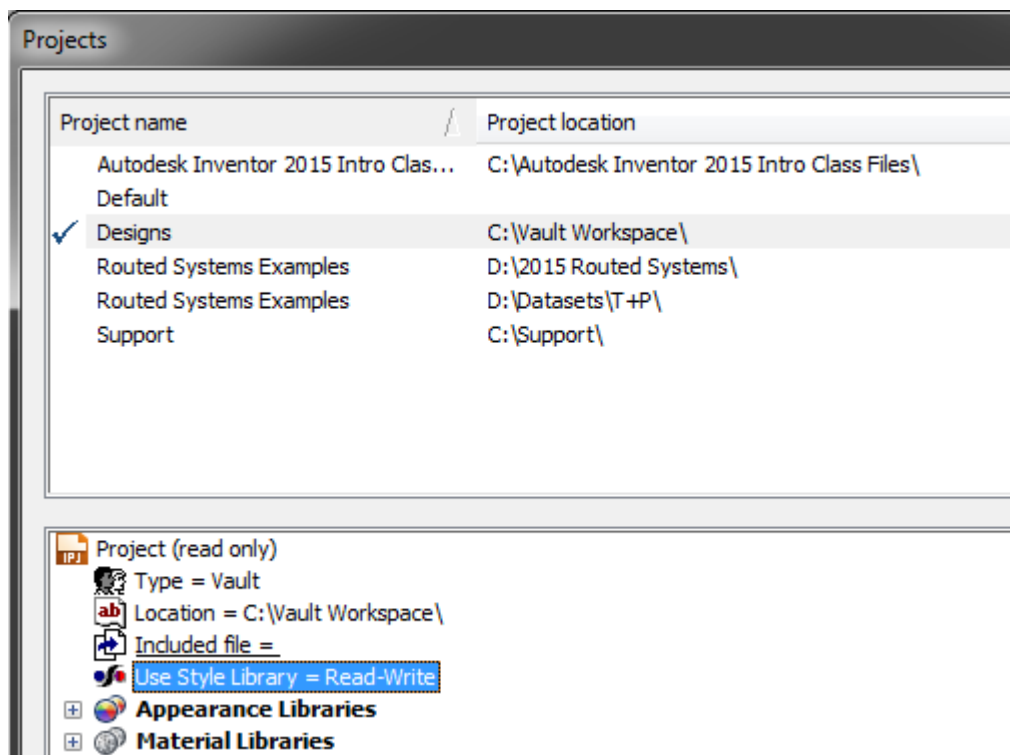 Projects
Project name Project location
Autodesk Inventor 2015 Intro Clas... C:\Autodesk Inventor 2015 Intro Class Files\
Default
Designs C:\Vault Workspace\
Routed Systems Examples D:\2015 Routed Systems\
Routed Systems Examples D:\Datasets\T+P\
Support C:\Support\
IPJ Project (read only)
Type = Vault
ab Location = C:\Vault Workspace\
Included file =
Use Style Library = Read-Write
Appearance Libraries
Material Libraries